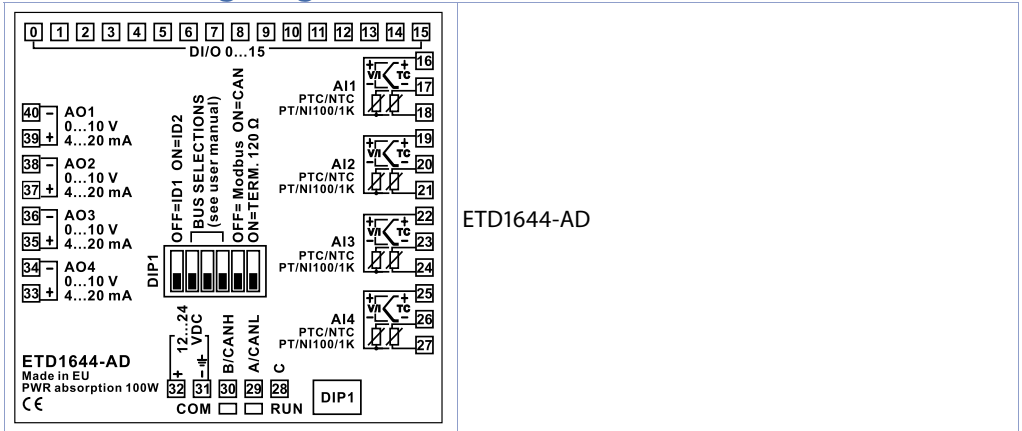 0 1 2 3 4 5 6 7 8 9 10 11 12 13 14 15
DI/O 0...15
40 - AO1
39 + 0...10 V
4...20 mA
38 - AO2
37 + 0...10 V
4...20 mA
36 - AO3
35 + 0...10 V
4...20 mA
34 - AO4
33 + 0...10 V
4...20 mA
OFF=ID1 ON=ID2
BUS SELECTIONS
(see user manual)
OFF= Modbus ON=CAN
ON=TERM. 120 Ω
DIP1
AI1
PTC/NTC
PT/NI100/1K
+ V/I - + TC -
16
17
18
AI2
PTC/NTC
PT/NI100/1K
+ V/I - + TC -
19
20
21
AI3
PTC/NTC
PT/NI100/1K
+ V/I - + TC -
22
23
24
AI4
PTC/NTC
PT/NI100/1K
+ V/I - + TC -
25
26
27
12...24
VDC
+ -
B/CANH
A/CANL
C
32 31 30 29 28
COM RUN
DIP1
ETD1644-AD
Made in EU
PWR absorption 100W
CE
ETD1644-AD